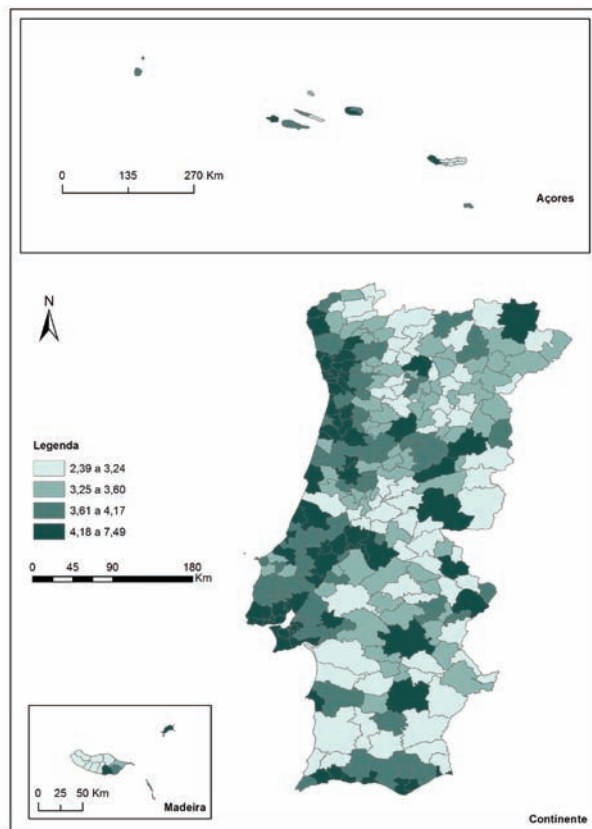 0 135 270 Km
Açores
N
Legenda
2,39 a 3,24
3,25 a 3,60
3,61 a 4,17
4,18 a 7,49
0 45 90 180
Km
0 25 50 Km
Madeira
Continente